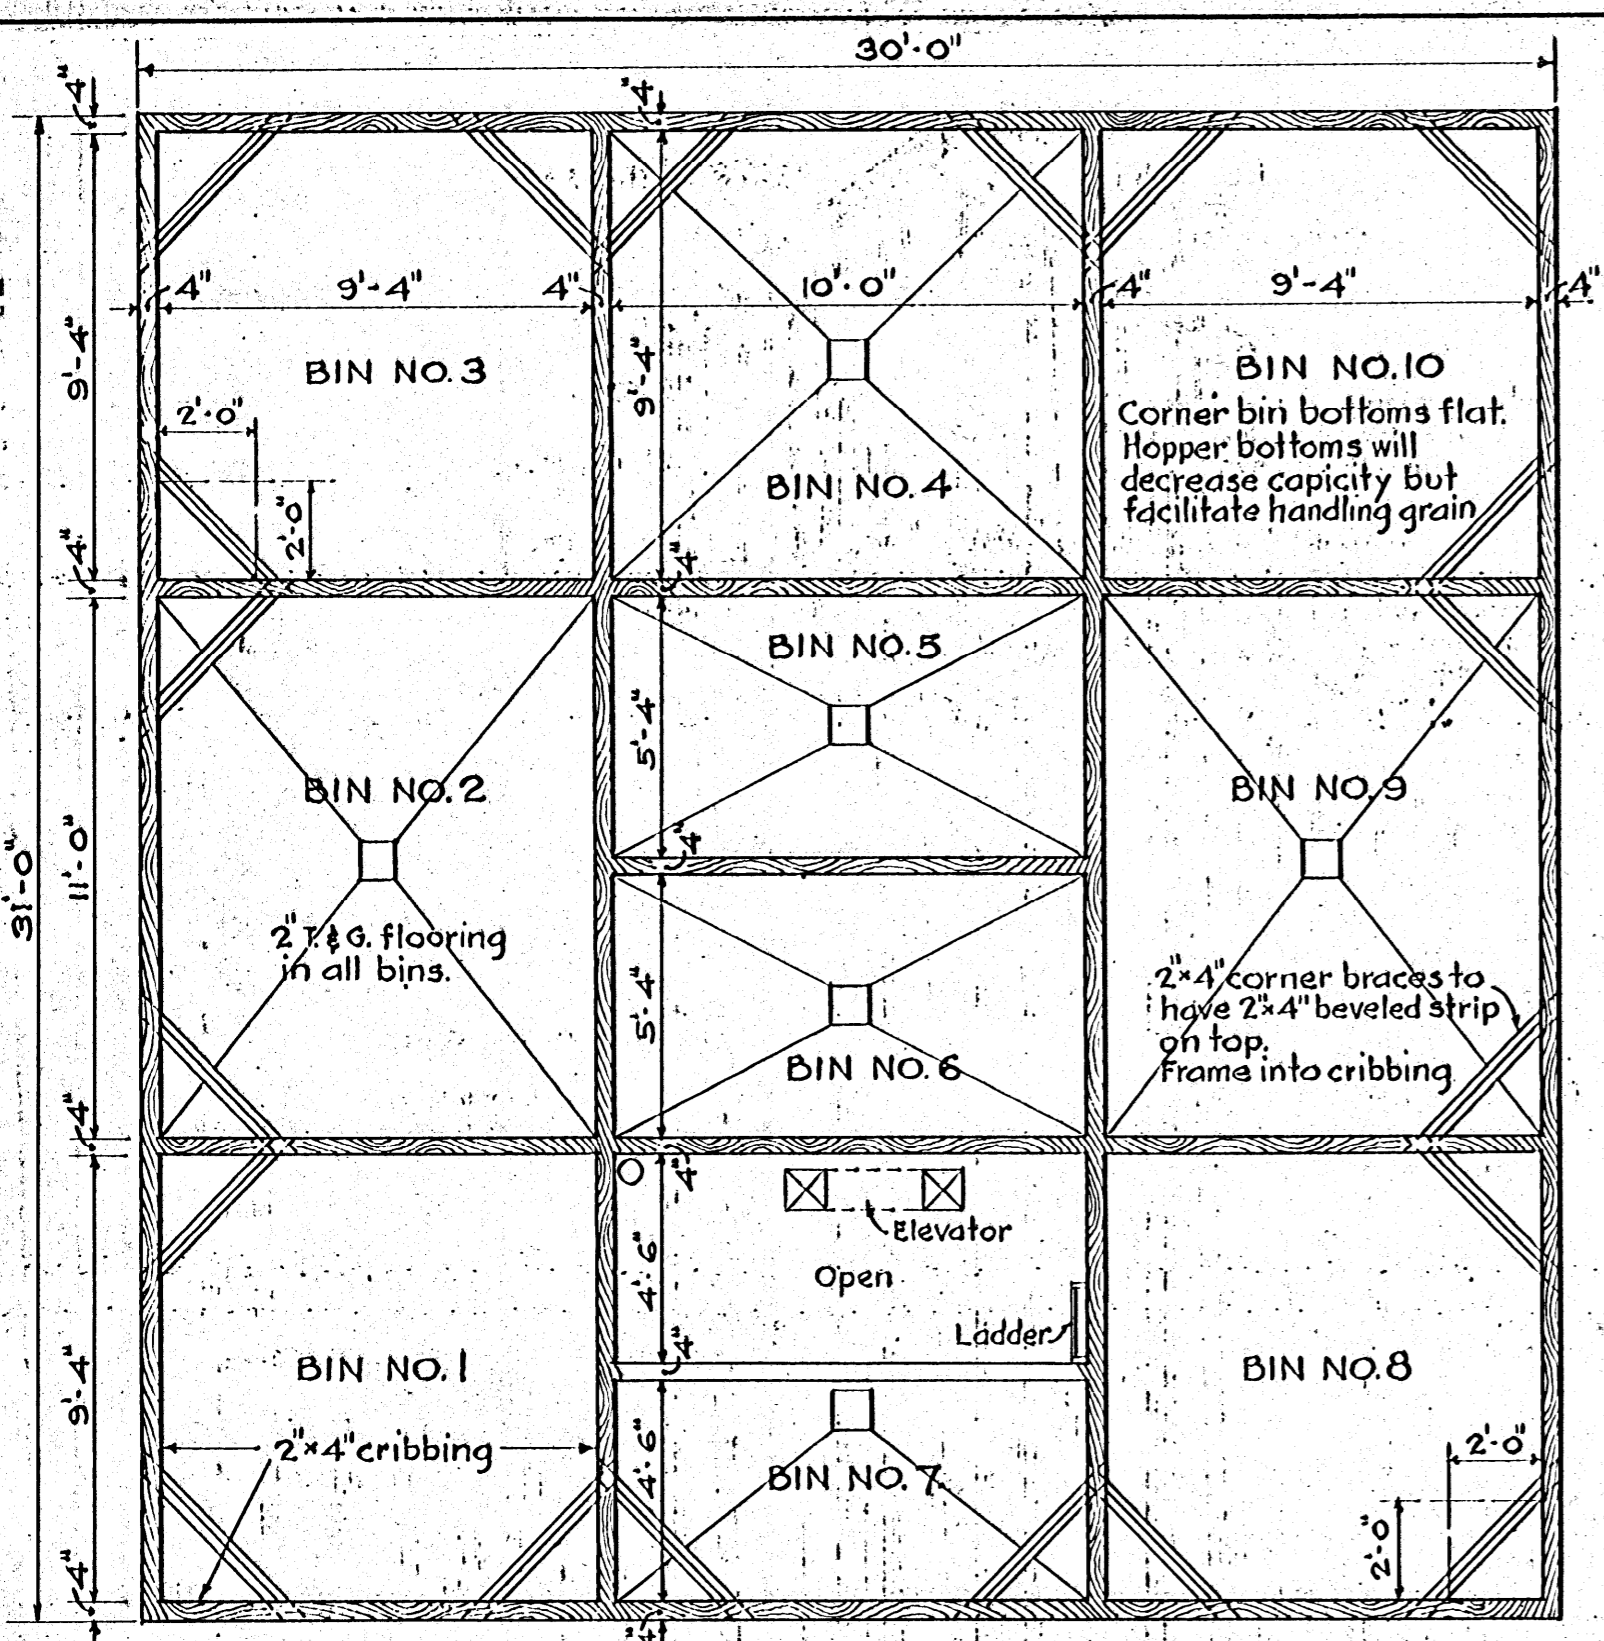 30'-0"
4"
4"
4" 9'-4" 4" 10'-0" 4" 9'-4" 4"
9'-4"
9'-4"
BIN NO. 3
2'-0"
2'-0"
4"
BIN NO. 4
4"
BIN NO. 10
Corner bin bottoms flat.
Hopper bottoms will
decrease capicity but
facilitate handling grain
31'-0"
11'-0"
BIN NO. 2
2" T. & G. flooring
in all bins.
BIN NO. 5
5'-4"
4"
5'-4"
BIN NO. 6
BIN NO. 9
2"x4" corner braces to
have 2"x4" beveled strip
on top.
Frame into cribbing
4"
4"
Elevator
4'-6"
Open
Ladder
4"
9'-4"
BIN NO. 1
2"x4" cribbing
4'-6"
BIN NO. 7
BIN NO. 8
2'-0"
2'-0"
4"
4"